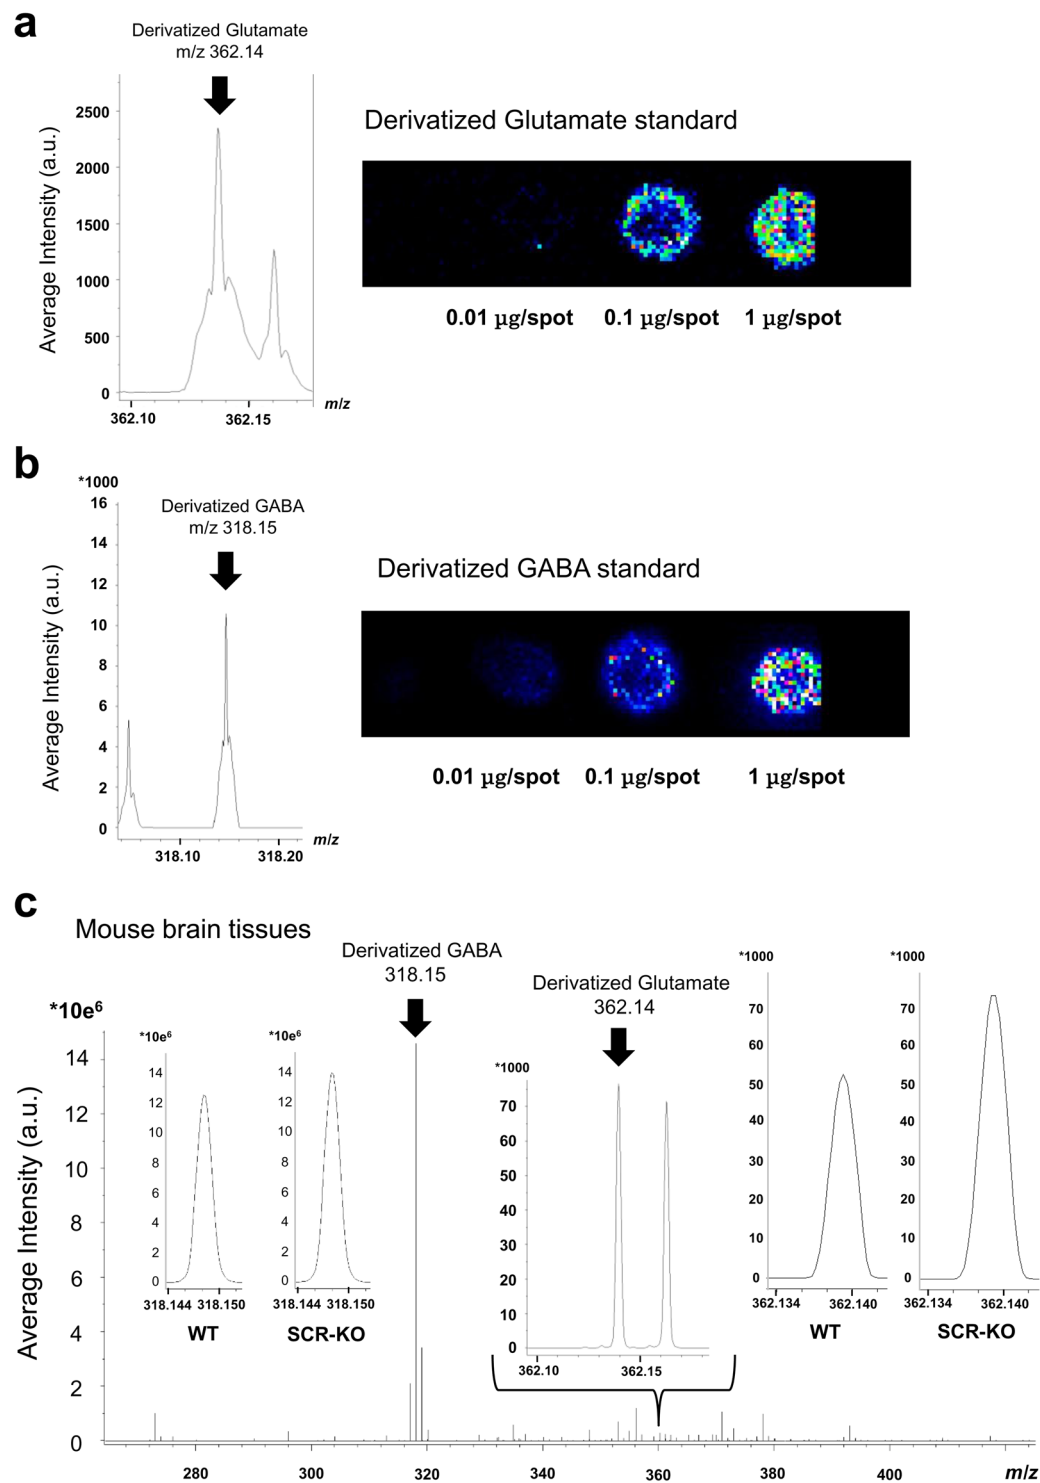 a
Derivatized Glutamate
m/z 362.14
Average Intensity (a.u.)
2500
2000
1500
1000
500
0
362.10 362.15 m/z
Derivatized Glutamate standard
0.01 µg/spot 0.1 µg/spot 1 µg/spot
b
*1000
Derivatized GABA
m/z 318.15
Average Intensity (a.u.)
16
14
12
10
8
6
4
2
0
318.10 318.20 m/z
Derivatized GABA standard
0.01 µg/spot 0.1 µg/spot 1 µg/spot
c
Mouse brain tissues
Derivatized GABA
318.15
Derivatized Glutamate
362.14
*10e⁶
Average Intensity (a.u.)
14
12
10
8
6
4
2
0
280 300 320 340 360 380 400 m/z
*10e⁶
14
12
10
8
6
4
2
0
318.144 318.150
WT
*10e⁶
14
12
10
8
6
4
2
0
318.144 318.150
SCR-KO
*1000
70
60
50
40
30
20
10
0
362.10 362.15
*1000
70
60
50
40
30
20
10
0
362.134 362.140
WT
*1000
70
60
50
40
30
20
10
0
362.134 362.140
SCR-KO